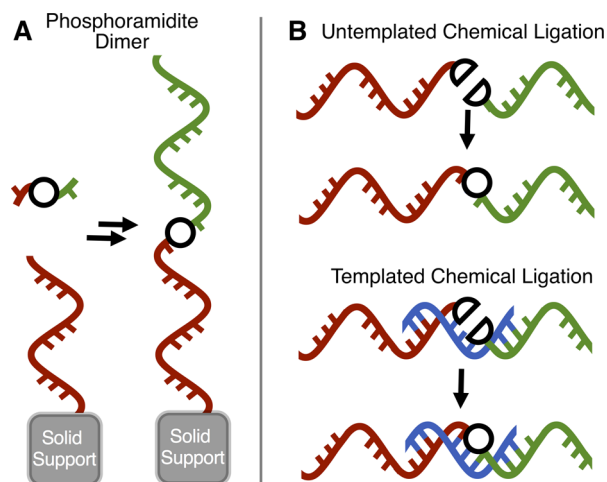 A
Phosphoramidite
Dimer
Solid
Support
Solid
Support
B
Untemplated Chemical Ligation
Templated Chemical Ligation